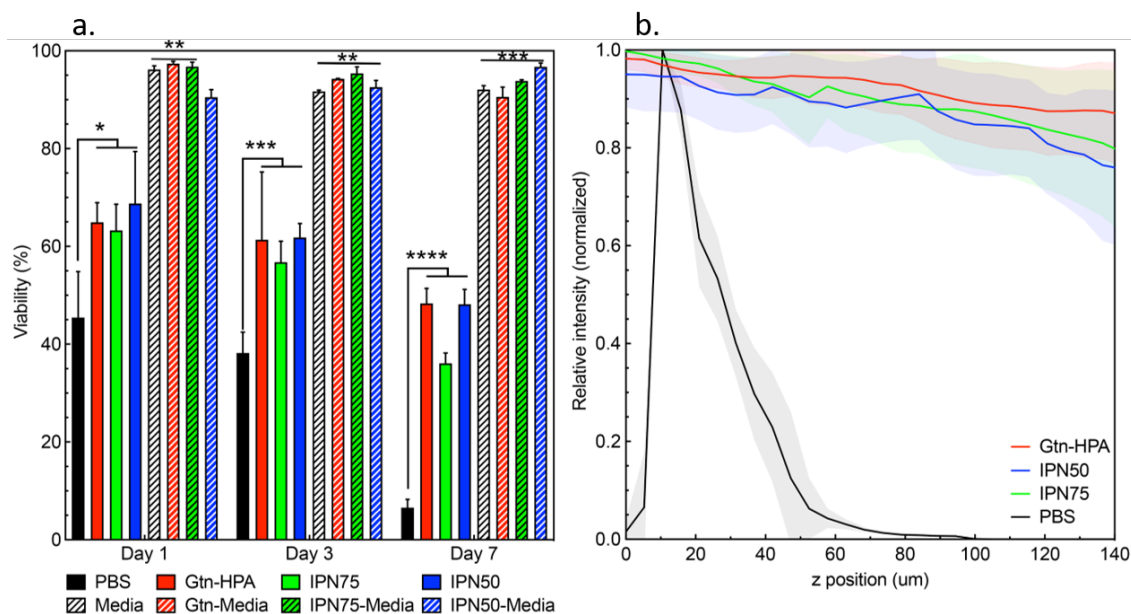 a.
b.
Viability (%)
100
80
60
40
20
0
*
**
***
**
****
***
Day 1
Day 3
Day 7
PBS
Gtn-HPA
IPN75
IPN50
Media
Gtn-Media
IPN75-Media
IPN50-Media
Relative intensity (normalized)
1.0
0.8
0.6
0.4
0.2
0.0
Gtn-HPA
IPN50
IPN75
PBS
0 20 40 60 80 100 120 140
z position (um)